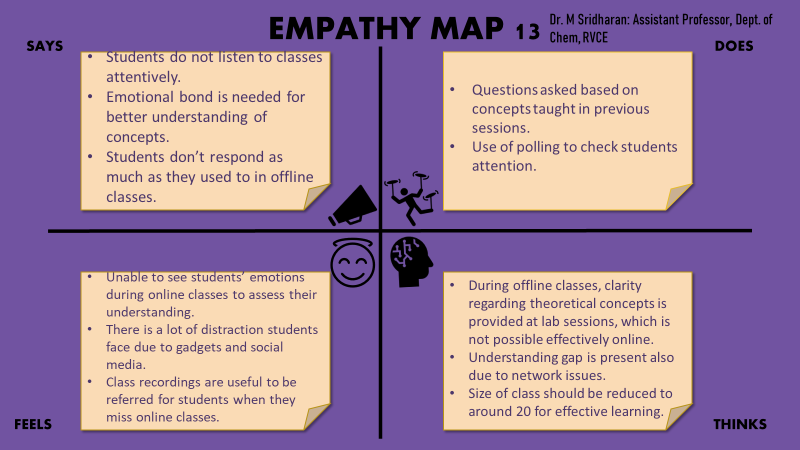 EMPATHY MAP 13
Dr. M Sridharan: Assistant Professor, Dept. of
Chem, RVCE
SAYS
• Students do not listen to classes
attentively.
• Emotional bond is needed for
better understanding of
concepts.
• Students don’t respond as
much as they used to in offline
classes.
DOES
• Questions asked based on
concepts taught in previous
sessions.
• Use of polling to check students
attention.
• Unable to see students’ emotions
during online classes to assess their
understanding.
• There is a lot of distraction students
face due to gadgets and social
media.
• Class recordings are useful to be
referred for students when they
miss online classes.
FEELS
• During offline classes, clarity
regarding theoretical concepts is
provided at lab sessions, which is
not possible effectively online.
• Understanding gap is present also
due to network issues.
• Size of class should be reduced to
around 20 for effective learning.
THINKS